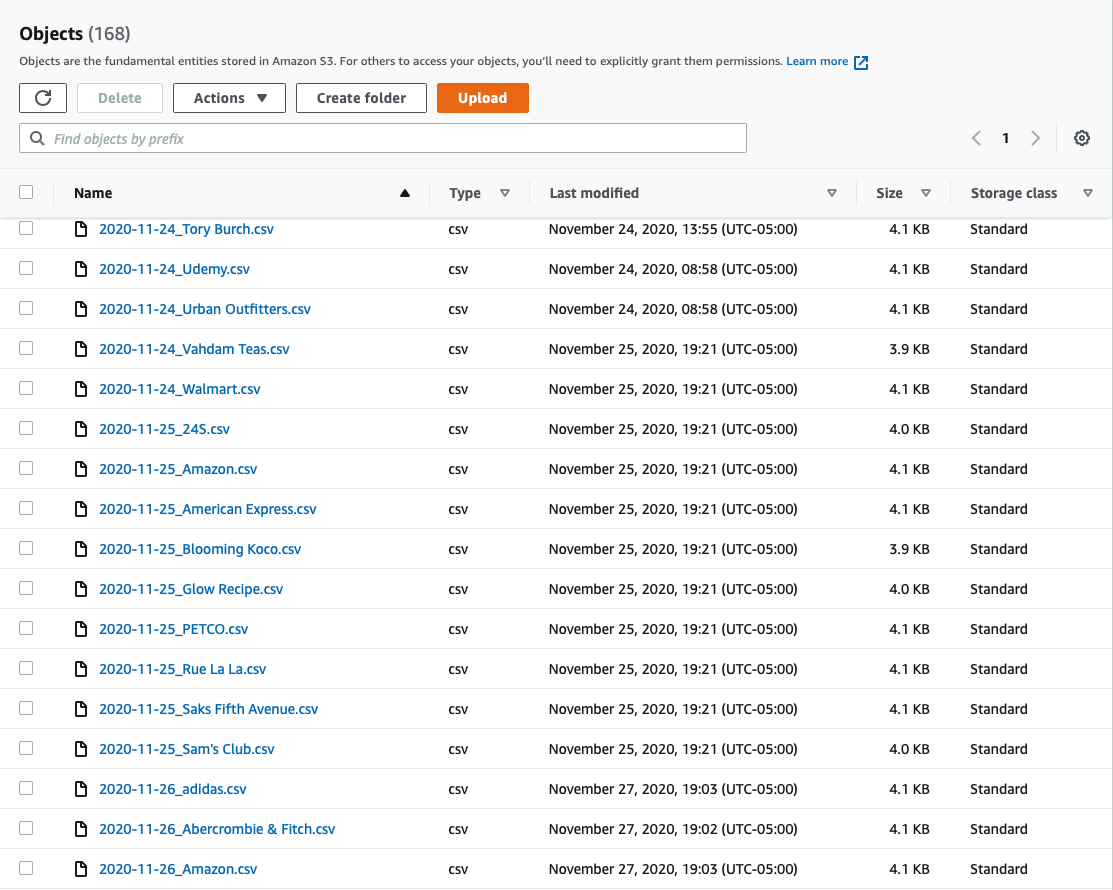 Objects (168)
Objects are the fundamental entities stored in Amazon S3. For others to access your objects, you'll need to explicitly grant them permissions. Learn more
Delete Actions Create folder Upload
Find objects by prefix 1
Name Type Last modified Size Storage class
2020-11-24_Tory Burch.csv csv November 24, 2020, 13:55 (UTC-05:00) 4.1 KB Standard
2020-11-24_Udemy.csv csv November 24, 2020, 08:58 (UTC-05:00) 4.1 KB Standard
2020-11-24_Urban Outfitters.csv csv November 24, 2020, 08:58 (UTC-05:00) 4.1 KB Standard
2020-11-24_Vahdam Teas.csv csv November 25, 2020, 19:21 (UTC-05:00) 3.9 KB Standard
2020-11-24_Walmart.csv csv November 25, 2020, 19:21 (UTC-05:00) 4.1 KB Standard
2020-11-25_24S.csv csv November 25, 2020, 19:21 (UTC-05:00) 4.0 KB Standard
2020-11-25_Amazon.csv csv November 25, 2020, 19:21 (UTC-05:00) 4.1 KB Standard
2020-11-25_American Express.csv csv November 25, 2020, 19:21 (UTC-05:00) 4.1 KB Standard
2020-11-25_Blooming Koco.csv csv November 25, 2020, 19:21 (UTC-05:00) 3.9 KB Standard
2020-11-25_Glow Recipe.csv csv November 25, 2020, 19:21 (UTC-05:00) 4.0 KB Standard
2020-11-25_PETCO.csv csv November 25, 2020, 19:21 (UTC-05:00) 4.1 KB Standard
2020-11-25_Rue La La.csv csv November 25, 2020, 19:21 (UTC-05:00) 4.1 KB Standard
2020-11-25_Saks Fifth Avenue.csv csv November 25, 2020, 19:21 (UTC-05:00) 4.1 KB Standard
2020-11-25_Sam's Club.csv csv November 25, 2020, 19:21 (UTC-05:00) 4.0 KB Standard
2020-11-26_adidas.csv csv November 27, 2020, 19:03 (UTC-05:00) 4.1 KB Standard
2020-11-26_Abercrombie & Fitch.csv csv November 27, 2020, 19:02 (UTC-05:00) 4.1 KB Standard
2020-11-26_Amazon.csv csv November 27, 2020, 19:03 (UTC-05:00) 4.1 KB Standard